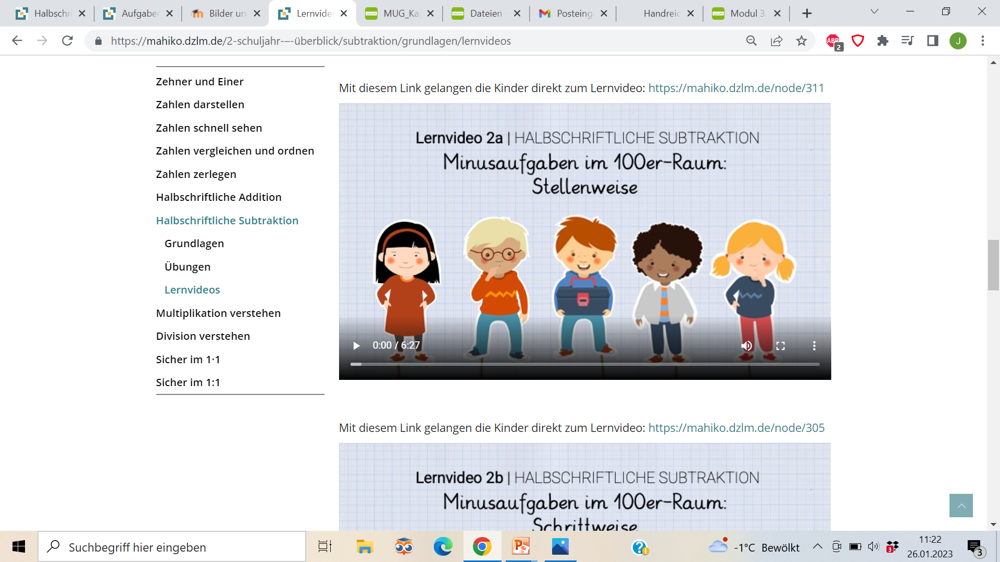 Halbschri
Aufgaben
Bilder un
Lernvide
MUG_Ka
Dateien
Posteing
Handreic
Modul 3.
https://mahiko.dzlm.de/2-schuljahr-–-überblick/subtraktion/grundlagen/lernvideos
ABP
2
J
Zehner und Einer
Zahlen darstellen
Zahlen schnell sehen
Zahlen vergleichen und ordnen
Zahlen zerlegen
Halbschriftliche Addition
Halbschriftliche Subtraktion
Grundlagen
Übungen
Lernvideos
Multiplikation verstehen
Division verstehen
Sicher im 1·1
Sicher im 1:1
Mit diesem Link gelangen die Kinder direkt zum Lernvideo: https://mahiko.dzlm.de/node/311
Lernvideo 2a | HALBSCHRIFTLICHE SUBTRAKTION
Minusaufgaben im 100er-Raum:
Stellenweise
0:00 / 6:27
Mit diesem Link gelangen die Kinder direkt zum Lernvideo: https://mahiko.dzlm.de/node/305
Lernvideo 2b | HALBSCHRIFTLICHE SUBTRAKTION
Minusaufgaben im 100er-Raum:
Schrittweise
Suchbegriff hier eingeben
-1°C Bewölkt
3
11:22
26.01.2023
3